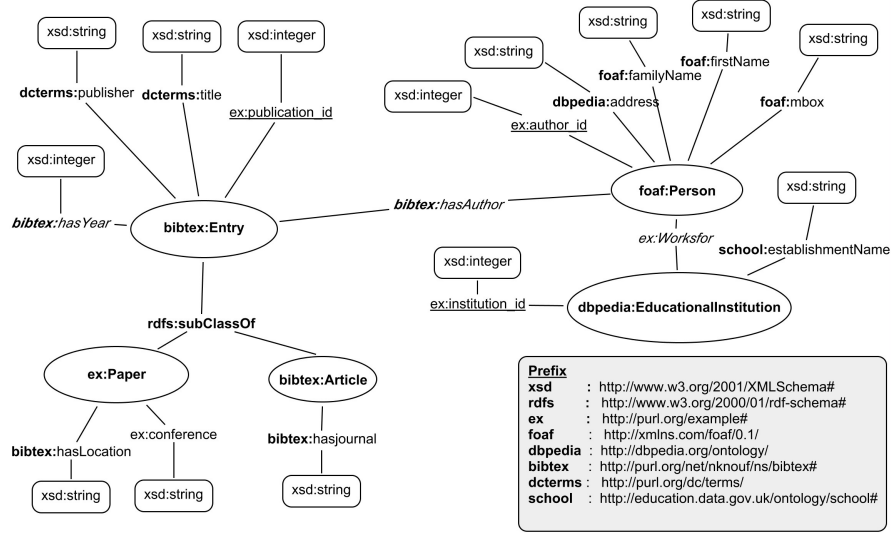 xsd:string
xsd:string
xsd:integer
dcterms:publisher
dcterms:title
ex:publication_id
xsd:integer
bibtex:hasYear
bibtex:Entry
bibtex:hasAuthor
xsd:string
xsd:string
xsd:string
xsd:string
xsd:integer
foaf:firstName
foaf:familyName
dbpedia:address
foaf:mbox
ex:author_id
foaf:Person
xsd:string
ex:Worksfor
school:establishmentName
xsd:integer
ex:institution_id
dbpedia:EducationalInstitution
rdfs:subClassOf
ex:Paper
bibtex:Article
bibtex:hasLocation
ex:conference
bibtex:hasjournal
xsd:string
xsd:string
xsd:string
Prefix
xsd : http://www.w3.org/2001/XMLSchema#
rdfs : http://www.w3.org/2000/01/rdf-schema#
ex : http://purl.org/example#
foaf : http://xmlns.com/foaf/0.1/
dbpedia : http://dbpedia.org/ontology/
bibtex : http://purl.org/net/nknouf/ns/bibtex#
dcterms : http://purl.org/dc/terms/
school : http://education.data.gov.uk/ontology/school#